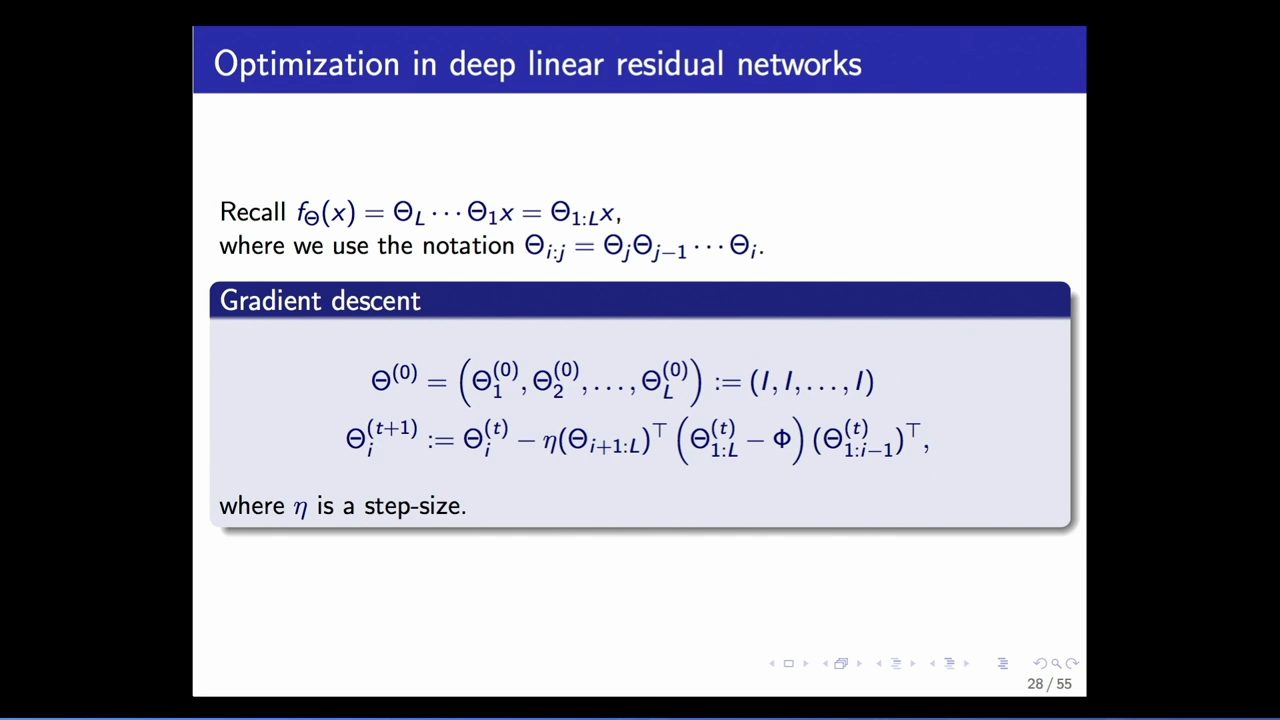 Optimization in deep linear residual networks
Recall f_Θ(x) = Θ_L ··· Θ_1 x = Θ_{1:L} x,
where we use the notation Θ_{i:j} = Θ_j Θ_{j−1} ··· Θ_i.
Gradient descent
Θ^{(0)} = (Θ_1^{(0)}, Θ_2^{(0)}, . . . , Θ_L^{(0)}) := (I, I, . . . , I)
Θ_i^{(t+1)} := Θ_i^{(t)} − η(Θ_{i+1:L})^⊤ (Θ_{1:L}^{(t)} − Φ) (Θ_{1:i−1}^{(t)})^⊤,
where η is a step-size.
28 / 55